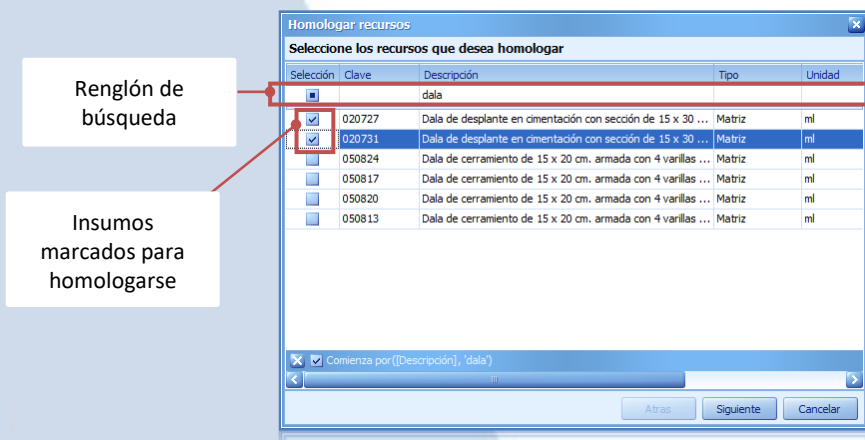 Homologar recursos
Seleccione los recursos que desea homologar
Selección Clave Descripción Tipo Unidad
dala
020727 Dala de desplante en cimentación con sección de 15 x 30 ... Matriz ml
020731 Dala de desplante en cimentación con sección de 15 x 30 ... Matriz ml
050824 Dala de cerramiento de 15 x 20 cm. armada con 4 varillas ... Matriz ml
050817 Dala de cerramiento de 15 x 20 cm. armada con 4 varillas ... Matriz ml
050820 Dala de cerramiento de 15 x 20 cm. armada con 4 varillas ... Matriz ml
050813 Dala de cerramiento de 15 x 20 cm. armada con 4 varillas ... Matriz ml
Comienza por([Descripción], 'dala')
Atras Siguiente Cancelar
Renglón de
búsqueda
Insumos
marcados para
homologarse